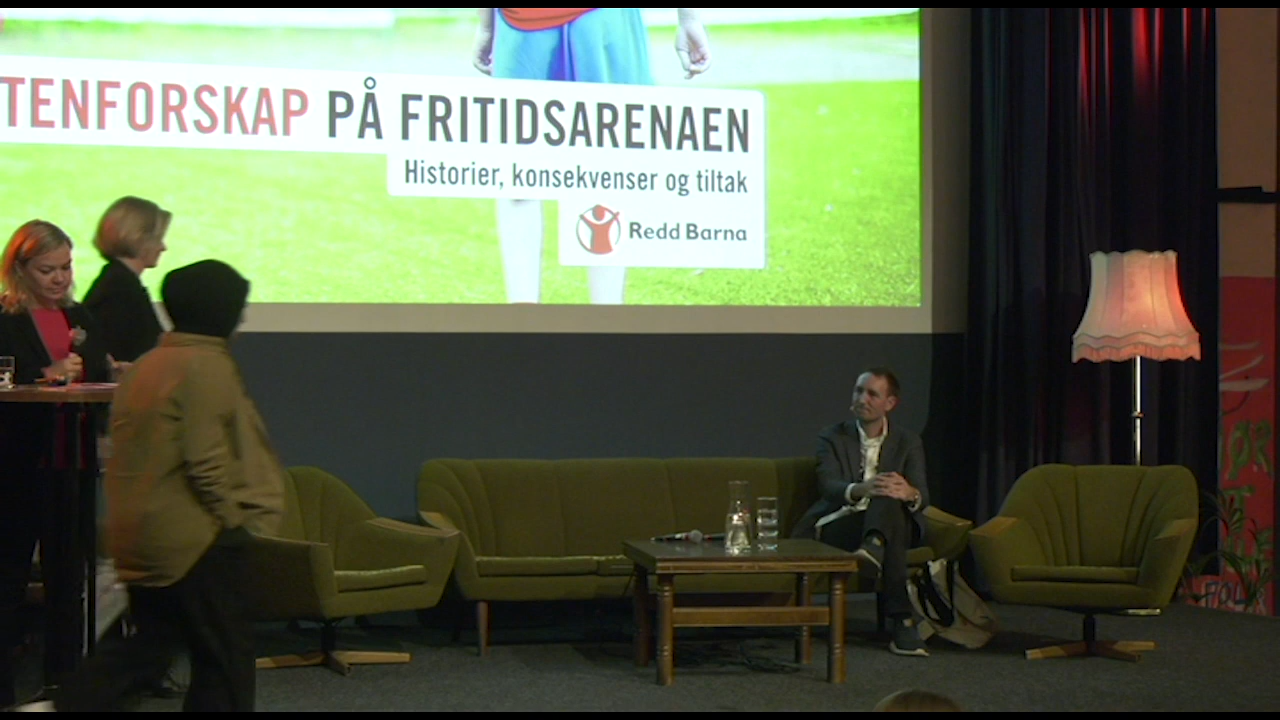 TENFORSKAP PÅ FRITIDSARENAEN
Historier, konsekvenser og tiltak
Redd Barna